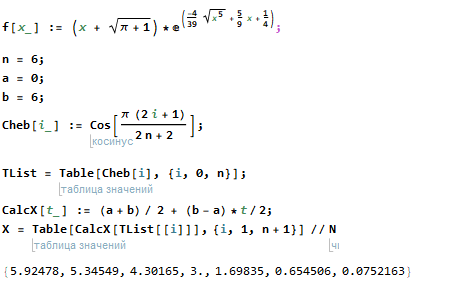 f[x_] := (x + √(π + 1)) * e^(-4/39 √(x^5) + 5/9 x + 1/4);
n = 6;
a = 0;
b = 6;
Cheb[i_] := Cos[π (2 i + 1) / 2 n + 2];
косинус
TList = Table[Cheb[i], {i, 0, n}];
таблица значений
CalcX[t_] := (a + b) / 2 + (b - a) * t / 2;
X = Table[CalcX[TList[[i]]], {i, 1, n + 1}] // N
таблица значений
{5.92478, 5.34549, 4.30165, 3., 1.69835, 0.654506, 0.0752163}